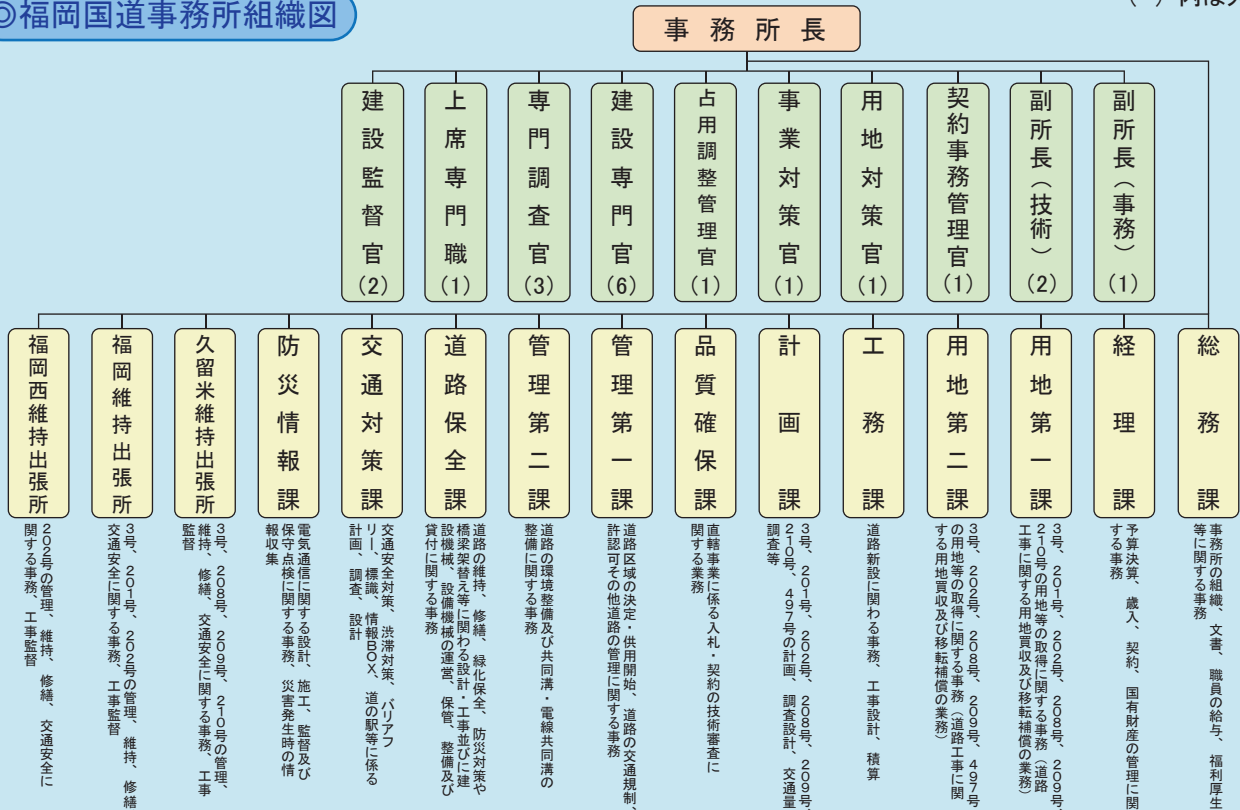 ◎福岡国道事務所組織図
事務所長
副所長（事務）（1）
副所長（技術）（2）
契約事務管理官（1）
用地対策官（1）
事業対策官（1）
占用調整管理官（1）
建設専門官（6）
専門調査官（3）
上席専門職（1）
建設監督官（2）
総務課
事務所の組織、文書、職員の給与、福利厚生
等に関する事務
経理課
予算決算、歳入、契約、国有財産の管理に関
する事務
用地第一課
3号、201号、202号、208号、209号、
210号の用地等の取得に関する事務（道路
工事に関する用地買収及び移転補償の業務）
用地第二課
3号、202号、208号、209号、497号
の用地等の取得に関する事務（道路工事に関
する用地買収及び移転補償の業務）
工務課
道路新設に関わる事務、工事設計、積算
計画課
3号、201号、202号、208号、209号、
210号、497号の計画、調査設計、交通量
調査等
品質確保課
直轄事業に係る入札・契約の技術審査に
関する業務
管理第一課
道路区域の決定・供用開始、道路の交通規制、
許認可その他道路の管理に関する事務
管理第二課
道路の環境整備及び共同溝・電線共同溝の
整備に関する事務
道路保全課
道路の維持、修繕、緑化保全、防災対策や
橋梁架替え等に関わる設計・工事並びに建
設機械、設備機械の運営、保管、整備及び
貸付に関する事務
交通対策課
交通安全対策、渋滞対策、バリアフ
リー、標識、情報BOX、道の駅等に係る
計画、調査、設計
防災情報課
電気通信に関する設計、施工、監督及び
保守点検に関する事務、災害発生時の情
報収集
久留米維持出張所
3号、208号、209号、210号の管理、
維持、修繕、交通安全に関する事務、工事
監督
福岡維持出張所
3号、201号、202号の管理、維持、修繕
交通安全に関する事務、工事監督
福岡西維持出張所
202号の管理、維持、修繕、交通安全に
関する事務、工事監督